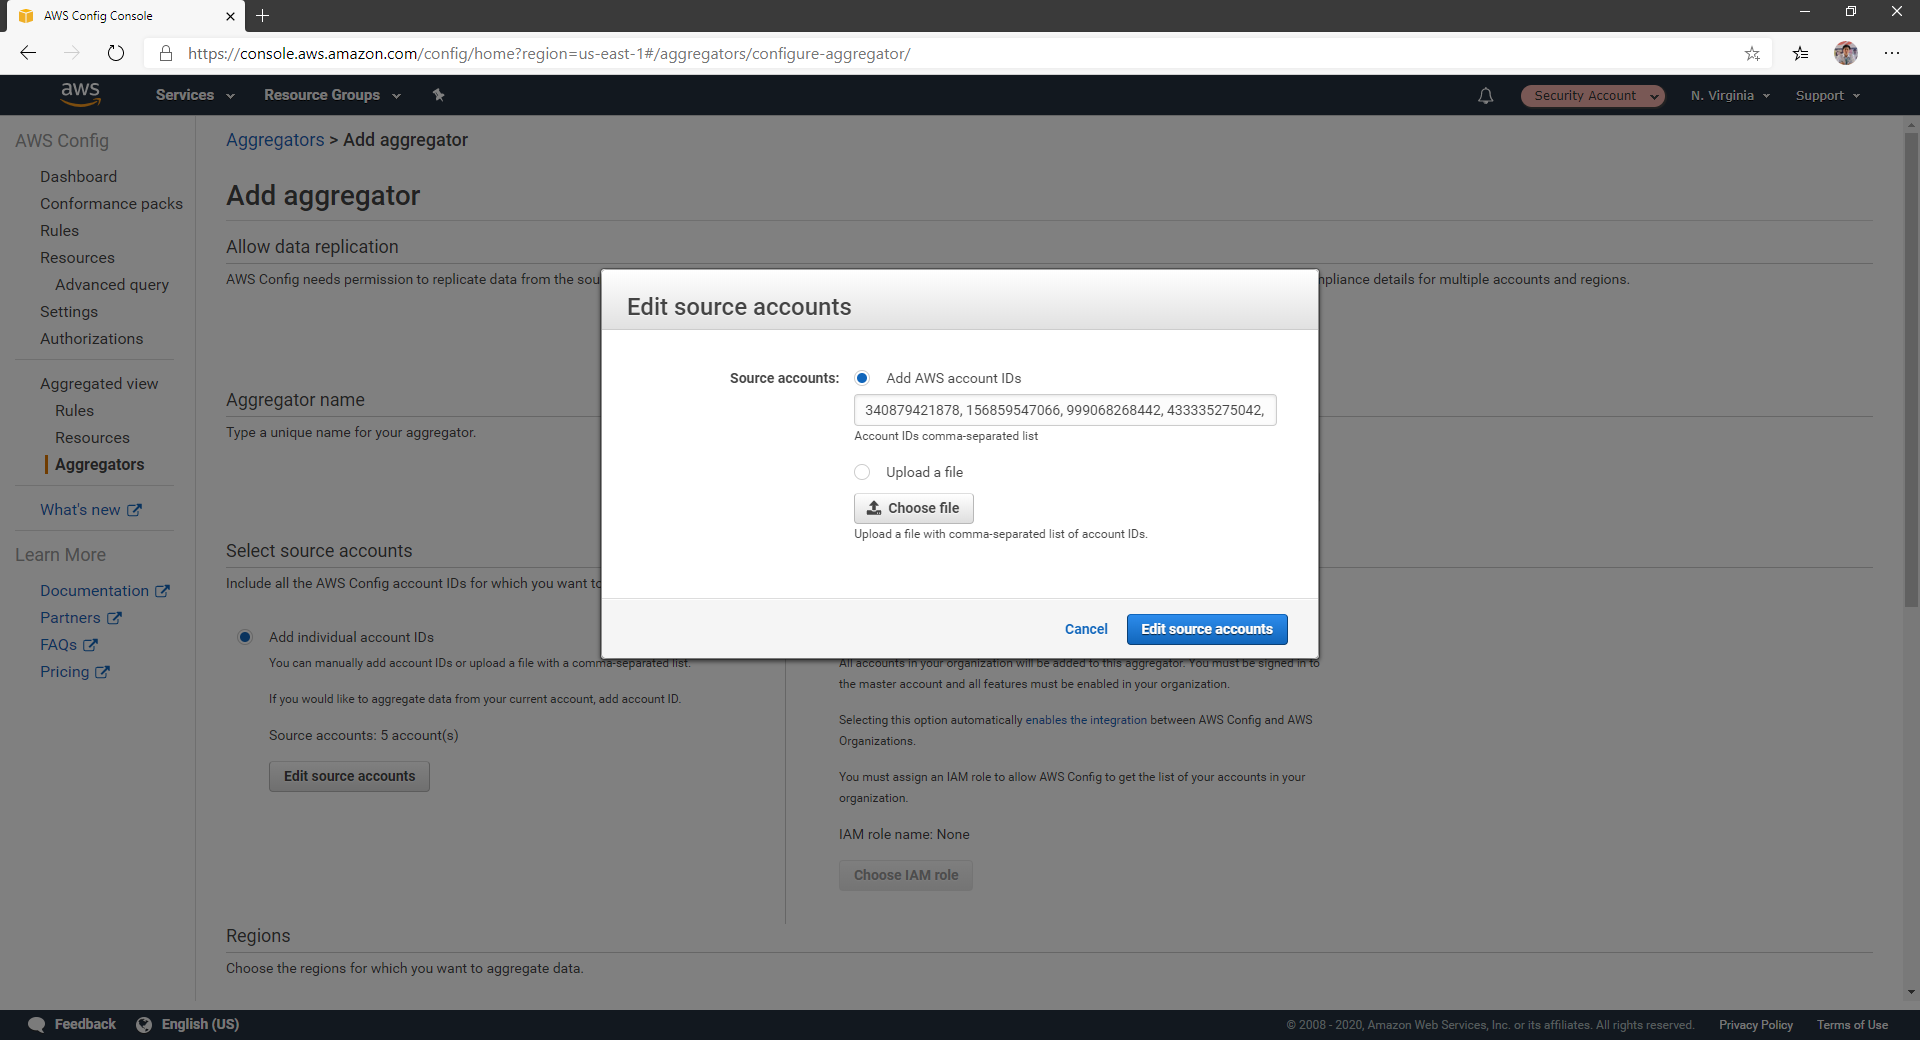 AWS Config Console
https://console.aws.amazon.com/config/home?region=us-east-1#/aggregators/configure-aggregator/
aws
Services
Resource Groups
Security Account
N. Virginia
Support
AWS Config
Dashboard
Conformance packs
Rules
Resources
Advanced query
Settings
Authorizations
Aggregated view
Rules
Resources
Aggregators
What's new
Learn More
Documentation
Partners
FAQs
Pricing
Aggregators > Add aggregator
Add aggregator
Allow data replication
AWS Config needs permission to replicate data from the sou
mpliance details for multiple accounts and regions.
Aggregator name
Type a unique name for your aggregator.
Select source accounts
Include all the AWS Config account IDs for which you want to
Add individual account IDs
You can manually add account IDs or upload a file with a comma-separated list.
If you would like to aggregate data from your current account, add account ID.
Source accounts: 5 account(s)
Edit source accounts
All accounts in your organization will be added to this aggregator. You must be signed in to
the master account and all features must be enabled in your organization.
Selecting this option automatically enables the integration between AWS Config and AWS
Organizations.
You must assign an IAM role to allow AWS Config to get the list of your accounts in your
organization.
IAM role name: None
Choose IAM role
Regions
Choose the regions for which you want to aggregate data.
Edit source accounts
Source accounts:
Add AWS account IDs
340879421878, 156859547066, 999068268442, 433335275042,
Account IDs comma-separated list
Upload a file
Choose file
Upload a file with comma-separated list of account IDs.
Cancel
Edit source accounts
Feedback
English (US)
© 2008 - 2020, Amazon Web Services, Inc. or its affiliates. All rights reserved.
Privacy Policy
Terms of Use